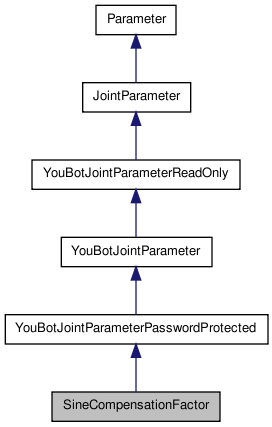 Parameter
JointParameter
YouBotJointParameterReadOnly
YouBotJointParameter
YouBotJointParameterPasswordProtected
SineCompensationFactor